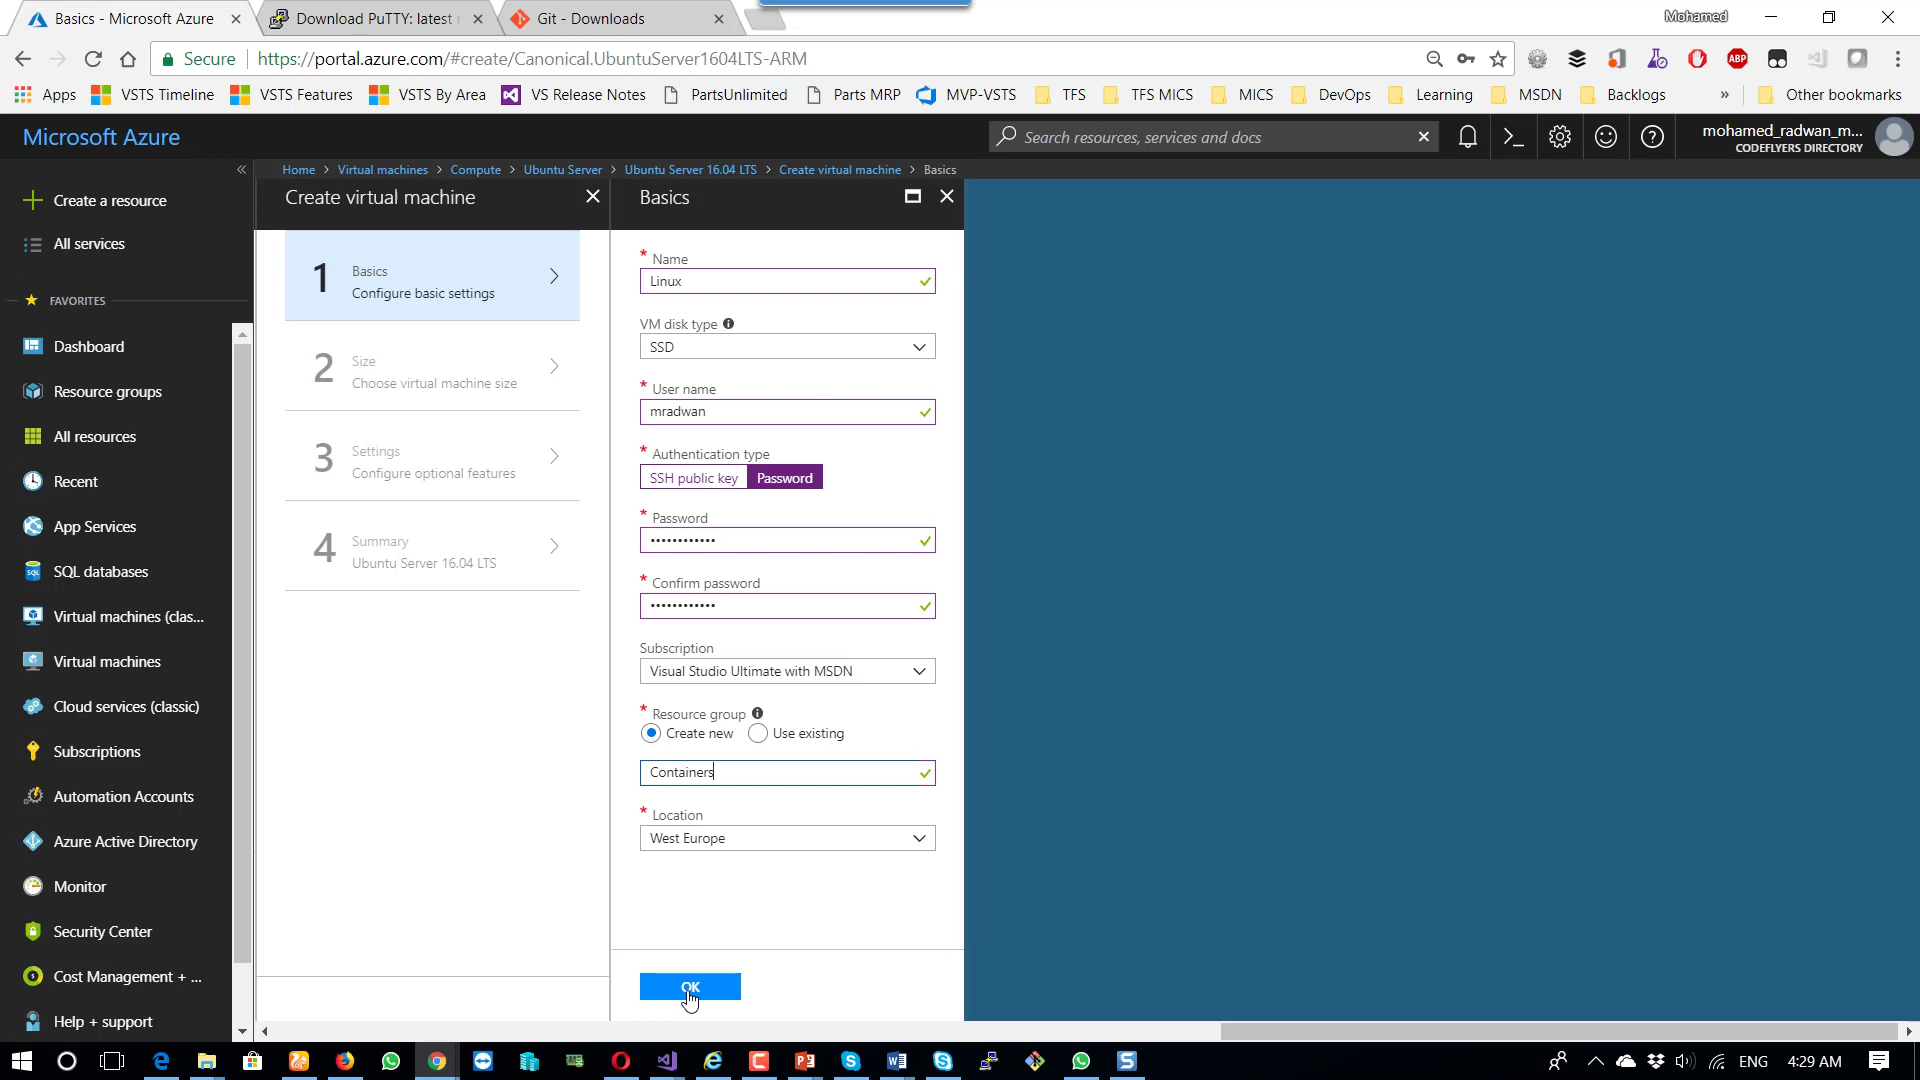 Basics - Microsoft Azure
Download PuTTY: latest
Git - Downloads
Mohamed
Secure
https://portal.azure.com/#create/Canonical.UbuntuServer1604LTS-ARM
ABP
Apps
VSTS Timeline
VSTS Features
VSTS By Area
VS Release Notes
PartsUnlimited
Parts MRP
MVP-VSTS
TFS
TFS MICS
MICS
DevOps
Learning
MSDN
Backlogs
»
Other bookmarks
Microsoft Azure
Search resources, services and docs
mohamed_radwan_m...
CODEFLYERS DIRECTORY
Home > Virtual machines > Compute > Ubuntu Server > Ubuntu Server 16.04 LTS > Create virtual machine > Basics
Create a resource
All services
FAVORITES
Dashboard
Resource groups
All resources
Recent
App Services
SQL databases
Virtual machines (clas...
Virtual machines
Cloud services (classic)
Subscriptions
Automation Accounts
Azure Active Directory
Monitor
Security Center
Cost Management + ...
Help + support
Create virtual machine
1
Basics
Configure basic settings
2
Size
Choose virtual machine size
3
Settings
Configure optional features
4
Summary
Ubuntu Server 16.04 LTS
Basics
* Name
Linux
VM disk type
SSD
* User name
mradwan
* Authentication type
SSH public key
Password
* Password
••••••••••••
* Confirm password
••••••••••••
Subscription
Visual Studio Ultimate with MSDN
* Resource group
Create new
Use existing
Containers
* Location
West Europe
OK
ENG
4:29 AM